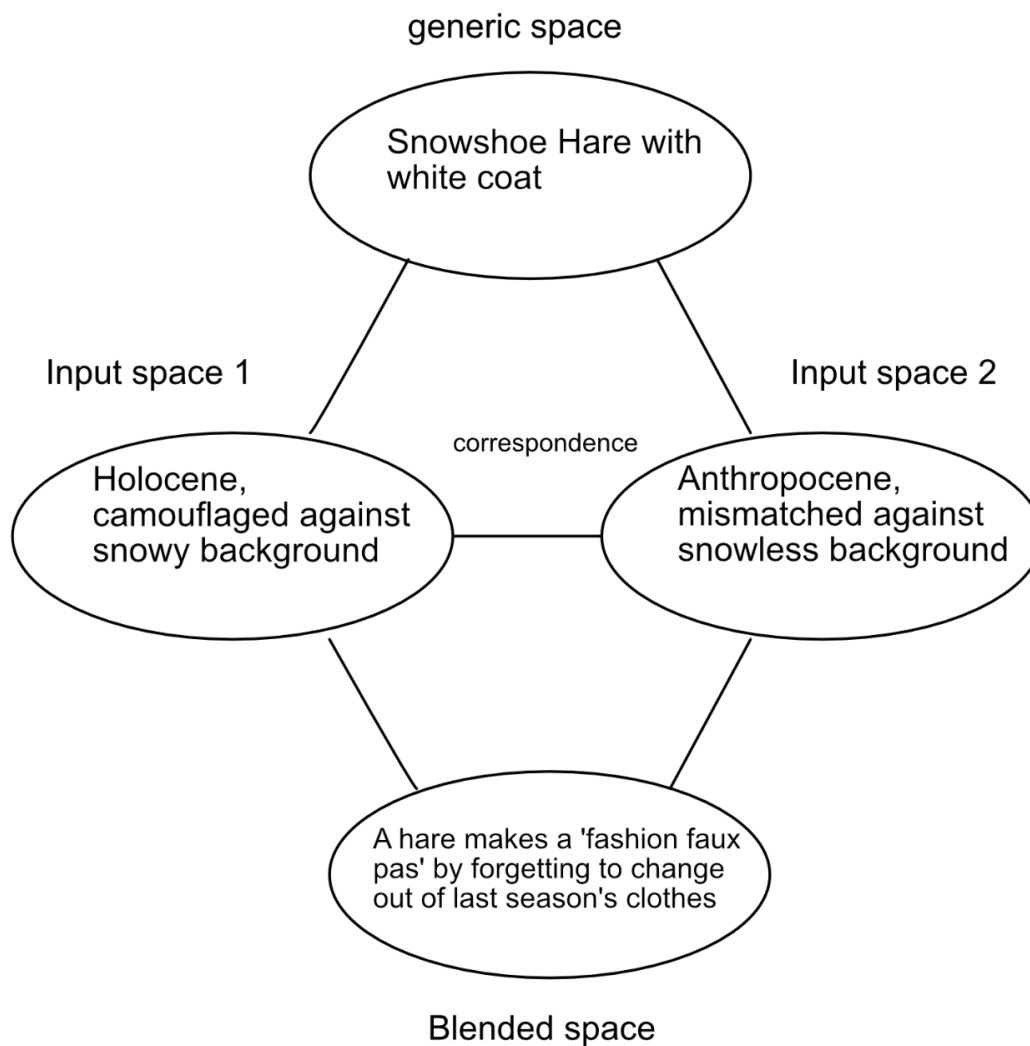 generic space
Snowshoe Hare with
white coat
Input space 1
Input space 2
correspondence
Holocene,
camouflaged against
snowy background
Anthropocene,
mismatched against
snowless background
A hare makes a 'fashion faux
pas' by forgetting to change
out of last season's clothes
Blended space